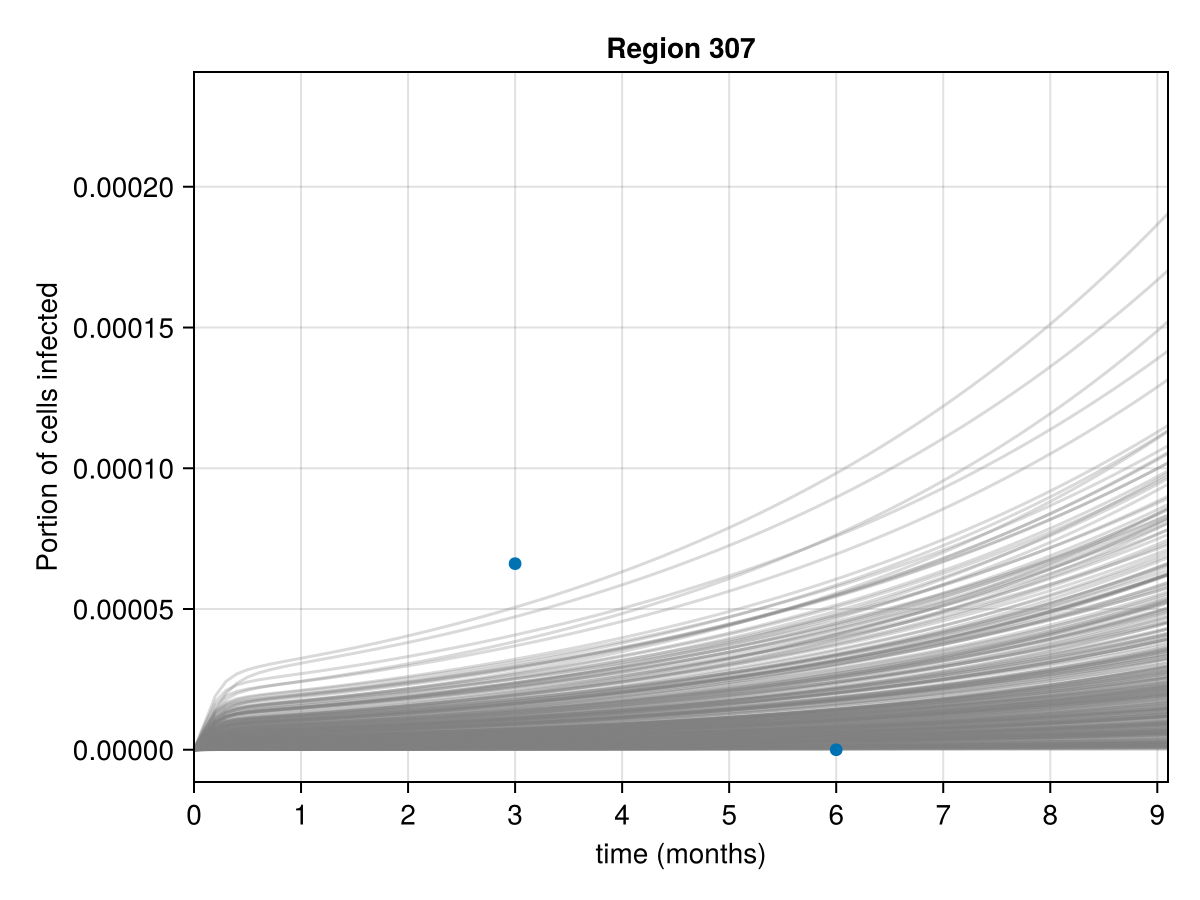 Region 307
Portion of cells infected
0.00020
0.00015
0.00010
0.00005
0.00000
0 1 2 3 4 5 6 7 8 9
time (months)